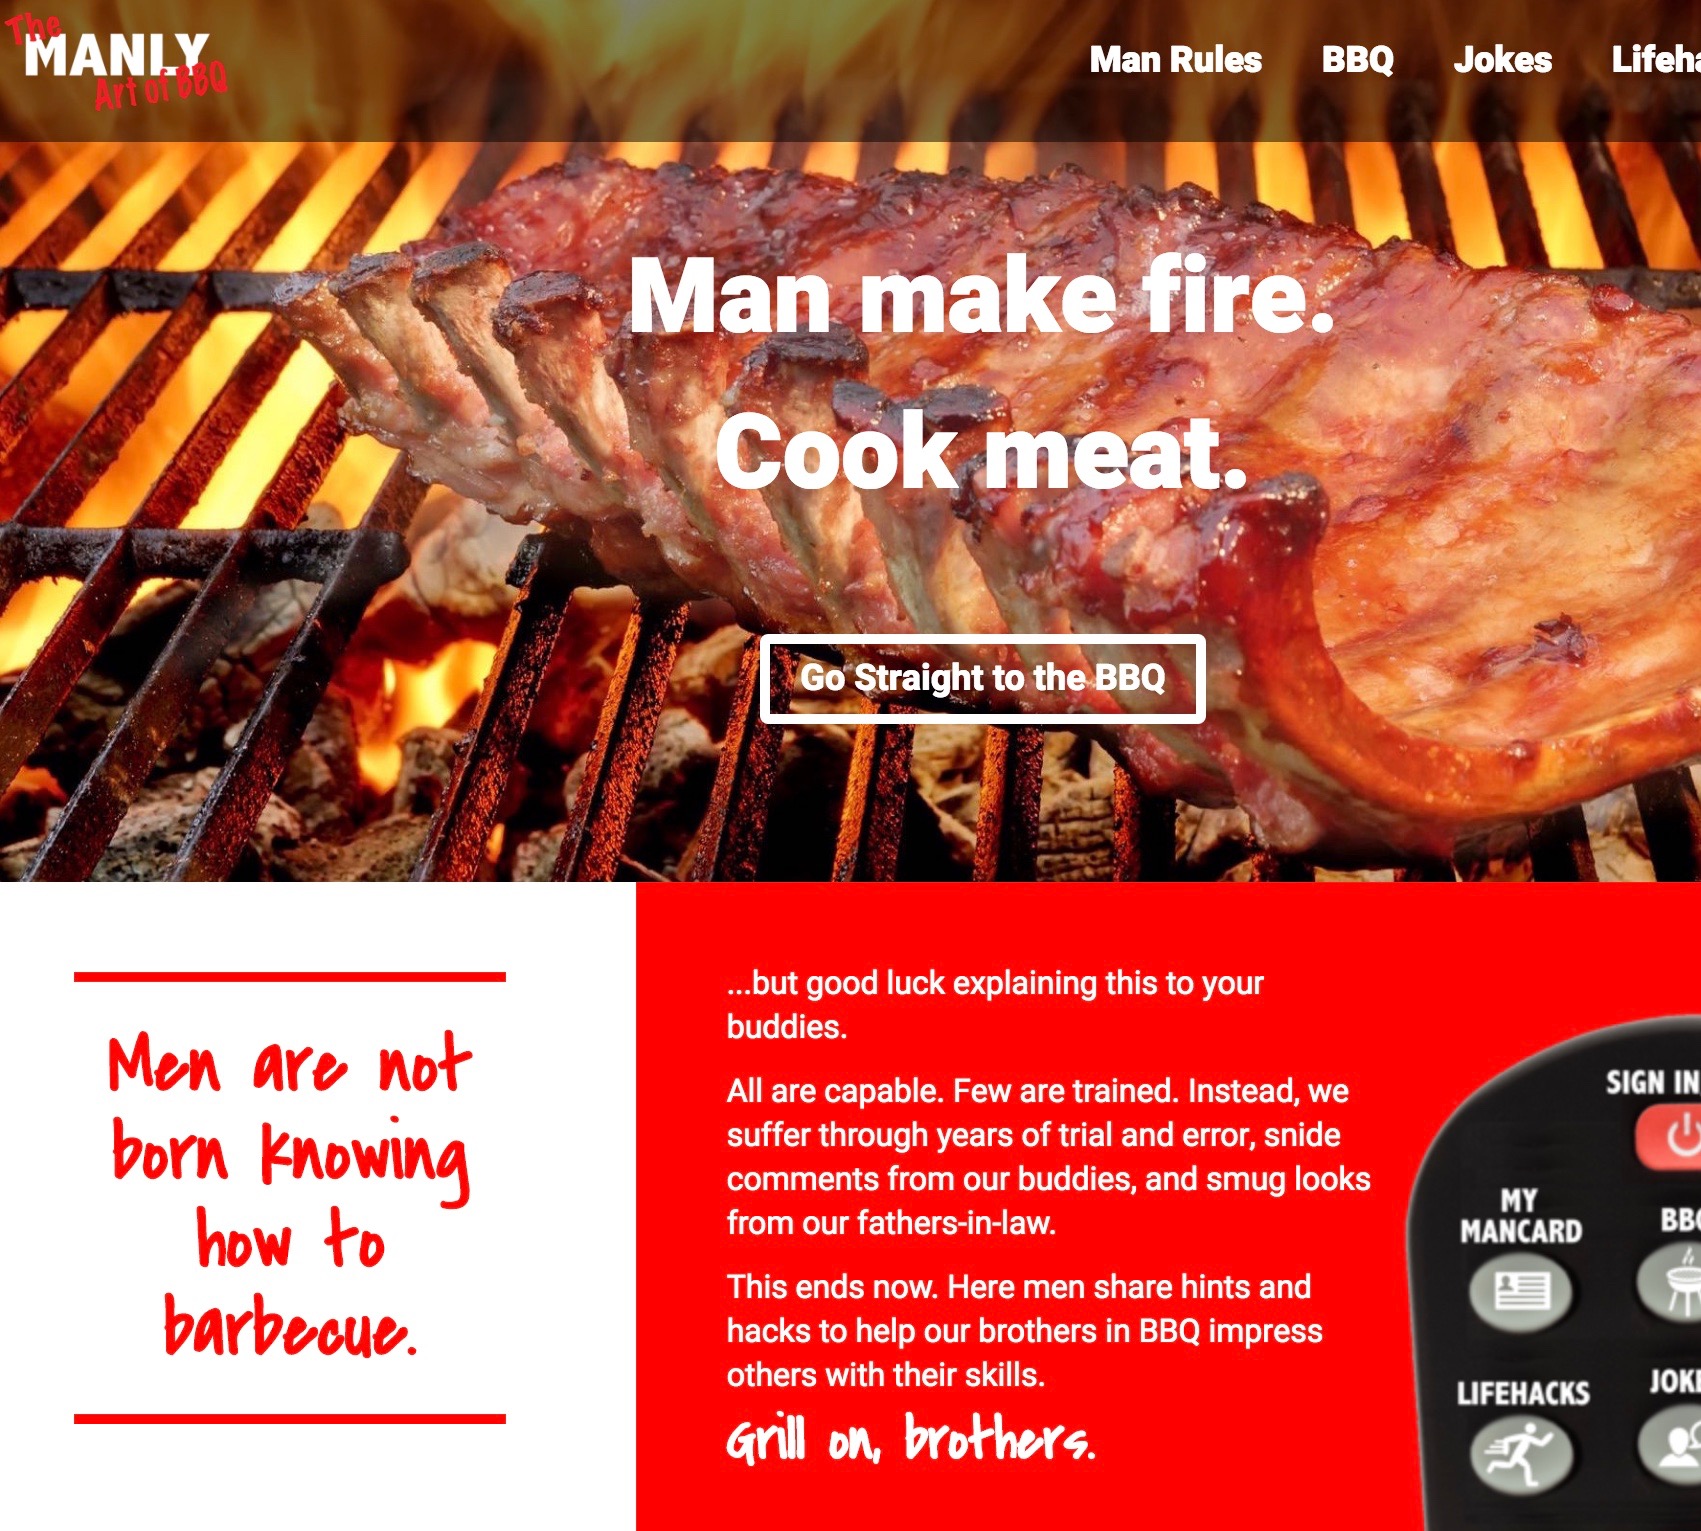 The
MANLY
Art of BBQ
Man Rules BBQ Jokes
Man make fire.
Cook meat.
Go Straight to the BBQ
Men are not
born knowing
how to
barbecue.
...but good luck explaining this to your
buddies.
All are capable. Few are trained. Instead, we
suffer through years of trial and error, snide
comments from our buddies, and smug looks
from our fathers-in-law.
This ends now. Here men share hints and
hacks to help our brothers in BBQ impress
others with their skills.
Grill on, brothers.
SIGN IN
MY
MANCARD
LIFEHACKS